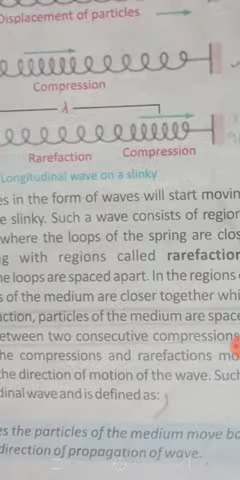 Displacement of particles
Compression
λ
Rarefaction Compression
Longitudinal wave on a slinky
es in the form of waves will start movin
e slinky. Such a wave consists of region
where the loops of the spring are clos
g with regions called rarefaction
he loops are spaced apart. In the regions
s of the medium are closer together whi
action, particles of the medium are space
etween two consecutive compressions
he compressions and rarefactions mo
the direction of motion of the wave. Such
dinal wave and is defined as:
es the particles of the medium move ba
direction of propagation of wave.